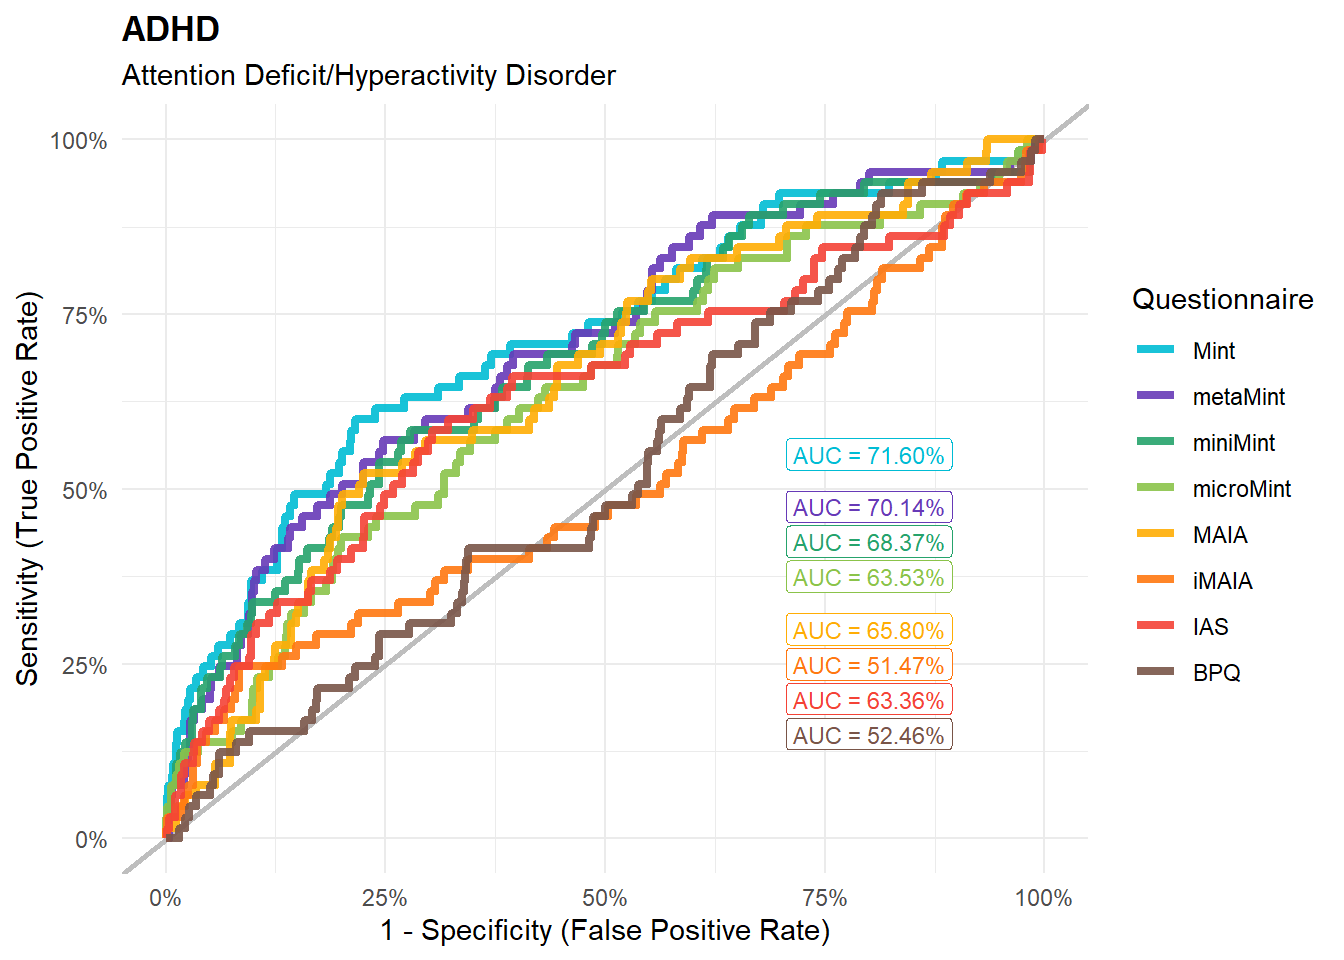 ADHD
Attention Deficit/Hyperactivity Disorder
Sensitivity (True Positive Rate)
100%
75%
50%
25%
0%
AUC = 71.60%
AUC = 70.14%
AUC = 68.37%
AUC = 63.53%
AUC = 65.80%
AUC = 51.47%
AUC = 63.36%
AUC = 52.46%
0%
25%
50%
75%
100%
1 - Specificity (False Positive Rate)
Questionnaire
Mint
metaMint
miniMint
microMint
MAIA
iMAIA
IAS
BPQ